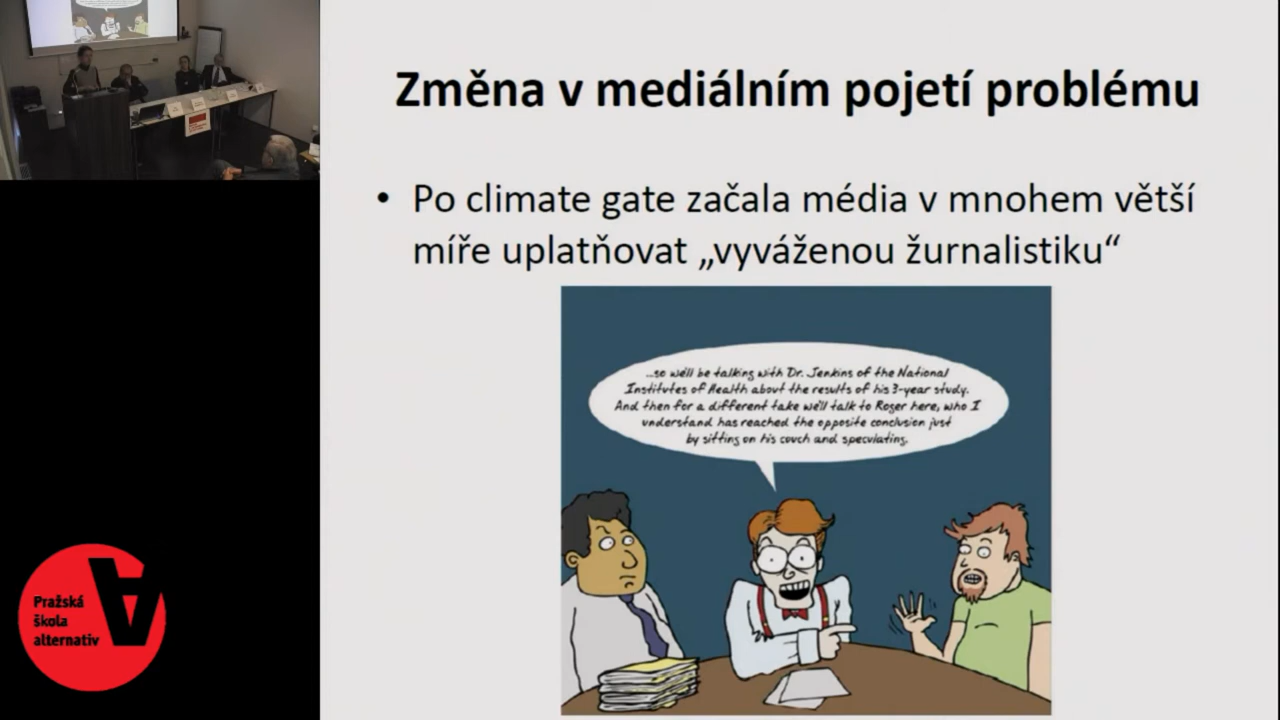 Změna v mediálním pojetí problému
• Po climate gate začala média v mnohem větší
míře uplatňovat „vyváženou žurnalistiku“
...so we'll be talking with Dr. Jenkins of the National
Institutes of Health about the results of his 3-year study.
And then for a different take we'll talk to Roger here, who I
understand has reached the opposite conclusion just
by sitting on his couch and speculating.
Pražská
škola
alternativ